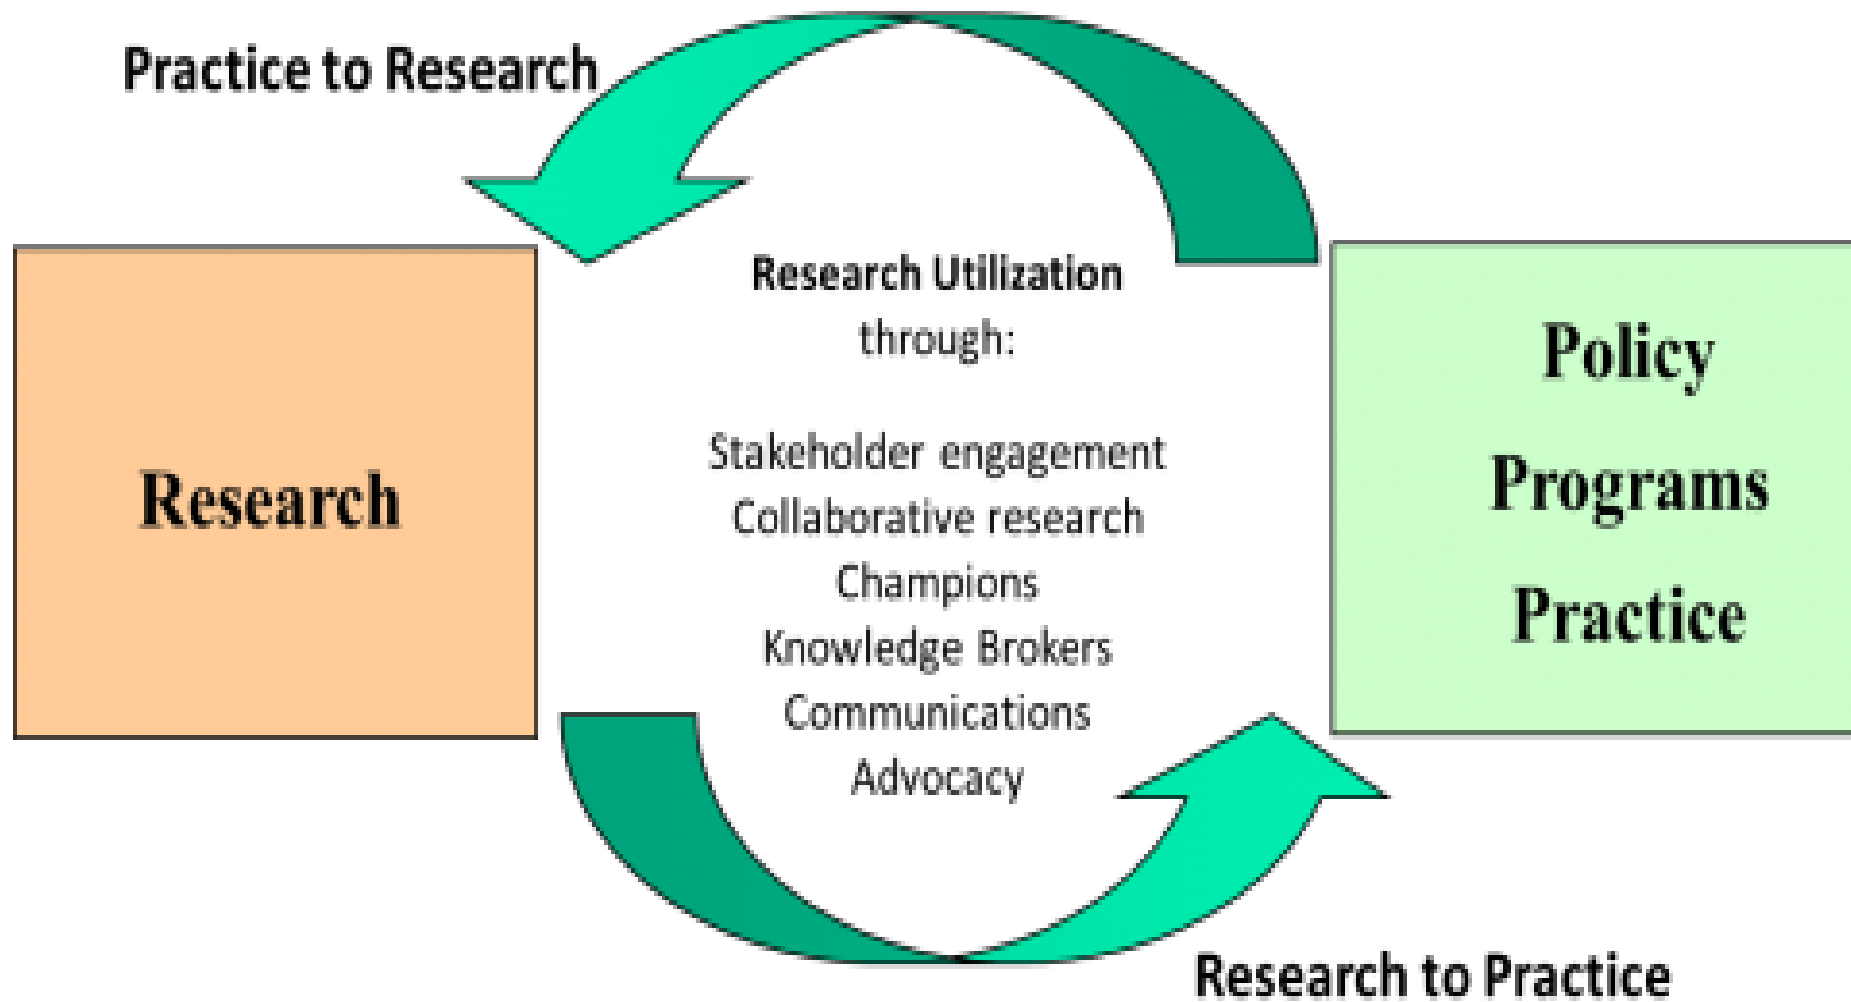 Practice to Research
Research Utilization
through:
Stakeholder engagement
Collaborative research
Champions
Knowledge Brokers
Communications
Advocacy
Research
Policy
Programs
Practice
Research to Practice